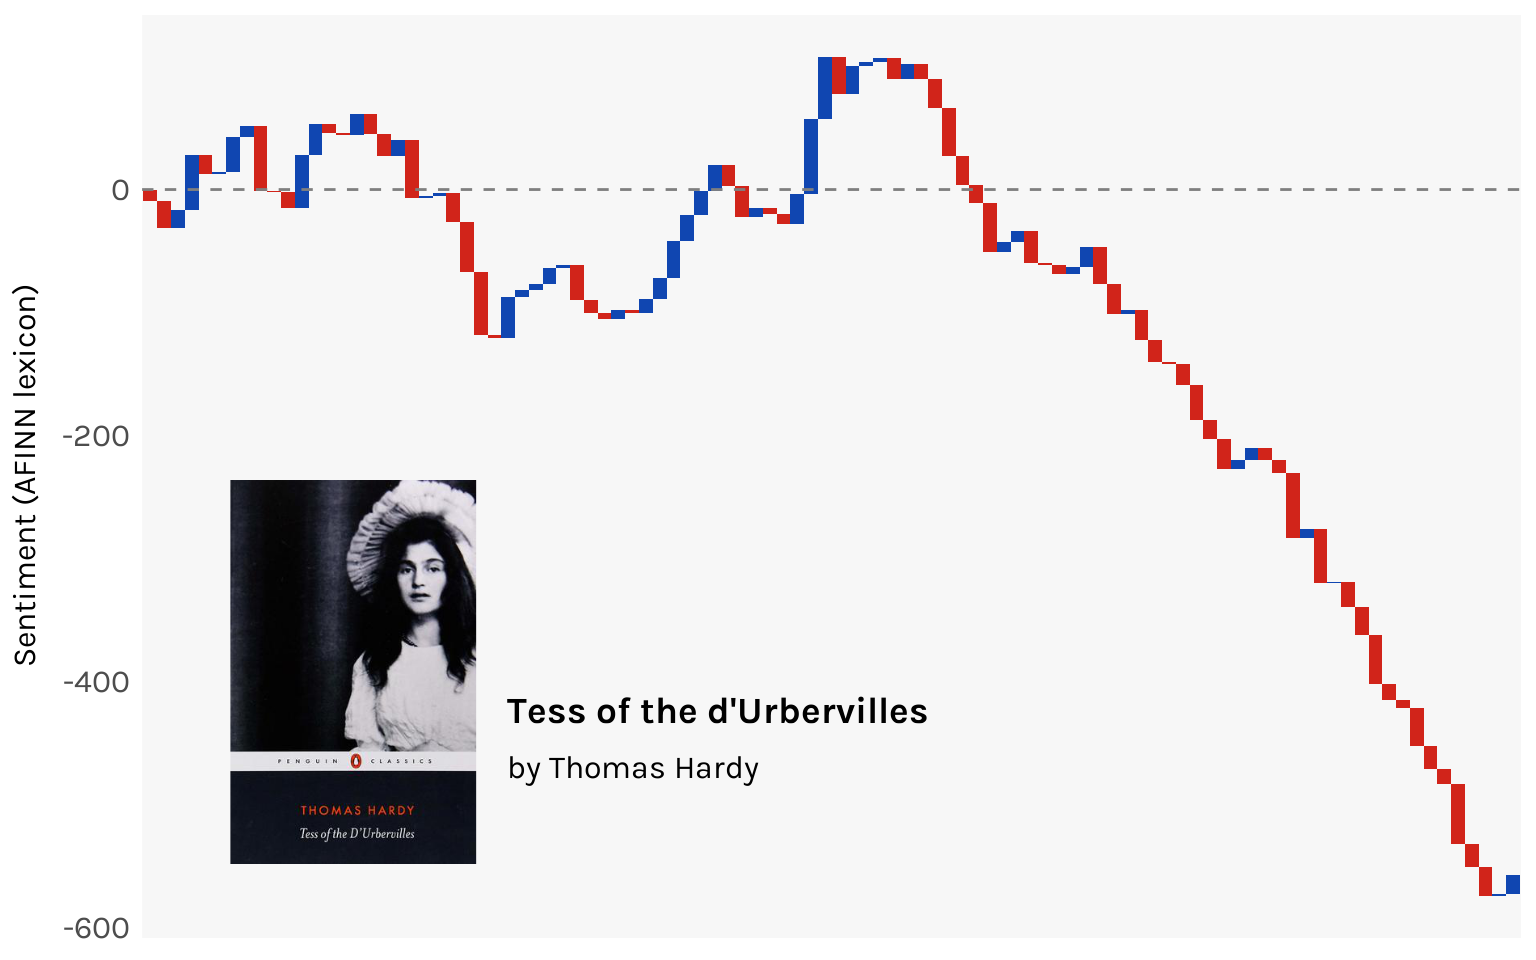 0
-200
-400
-600
Sentiment (AFINN lexicon)
PENGUIN CLASSICS
THOMAS HARDY
Tess of the D'Urbervilles
Tess of the d'Urbervilles
by Thomas Hardy